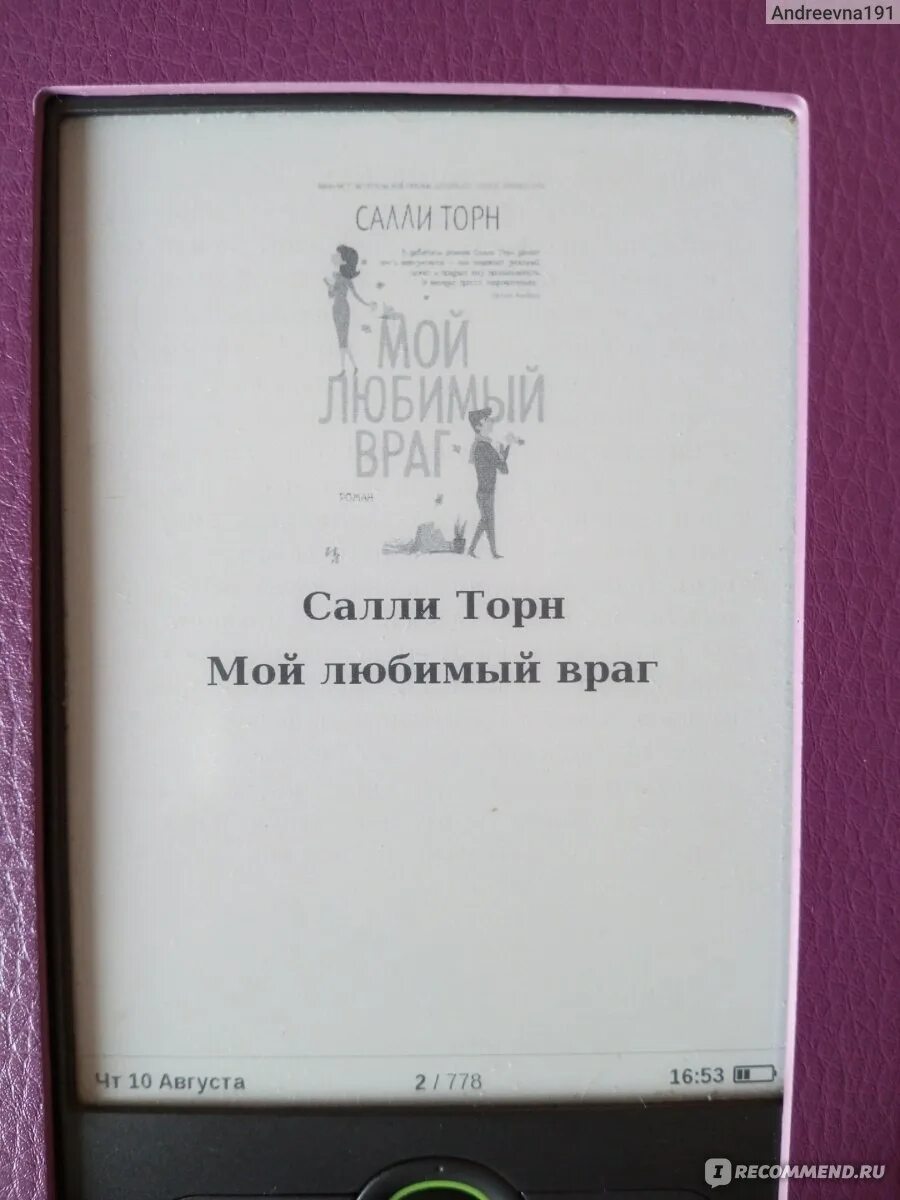 Andreevna191
САЛЛИ ТОРН
МОЙ
ЛЮБИМЫЙ
ВРАГ
РОМАН
Салли Торн
Мой любимый враг
Чт 10 Августа
2 / 778
16:53
IRECOMMEND.RU